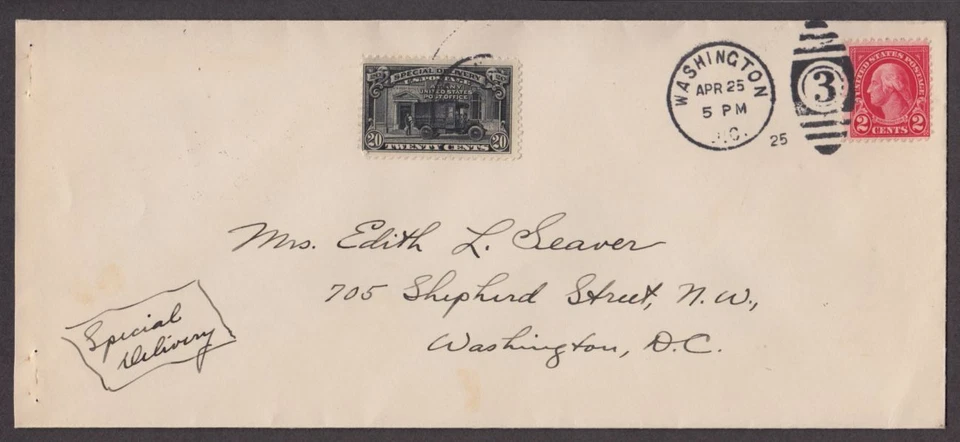 SPECIAL DELIVERY
U.S. POSTAGE
UNITED STATES
POST OFFICE
20 TWENTY CENTS 20
WASHINGTON
APR 25
5 PM
D.C.
25
3
UNITED STATES POSTAGE
2 CENTS 2
Mrs. Edith L. Seaver
705 Shepherd Street, N.W.,
Washington, D.C.
Special
Delivery